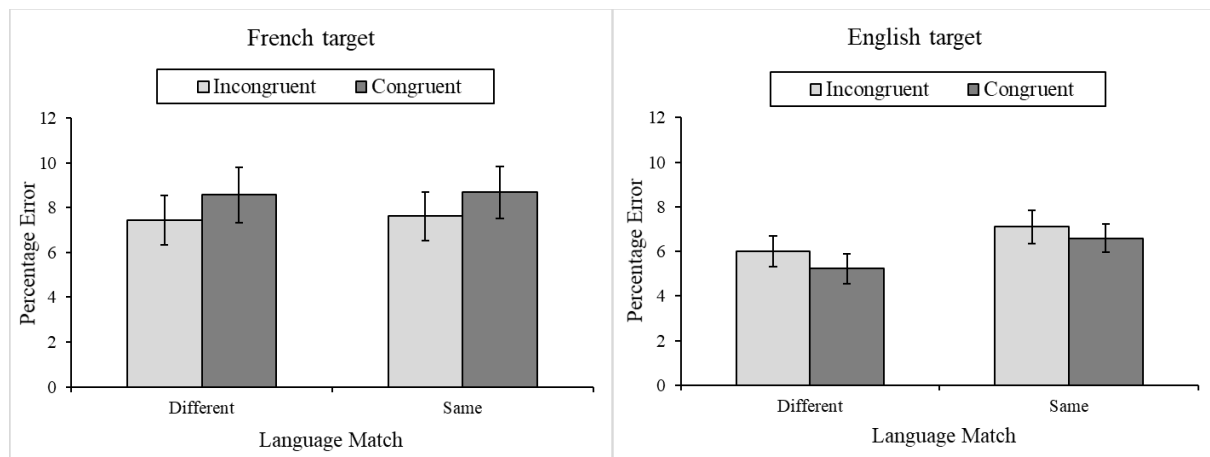 French target
Incongruent Congruent
12
10
8
6
4
2
0
Percentage Error
Different Same
Language Match
English target
Incongruent Congruent
12
10
8
6
4
2
0
Percentage Error
Different Same
Language Match